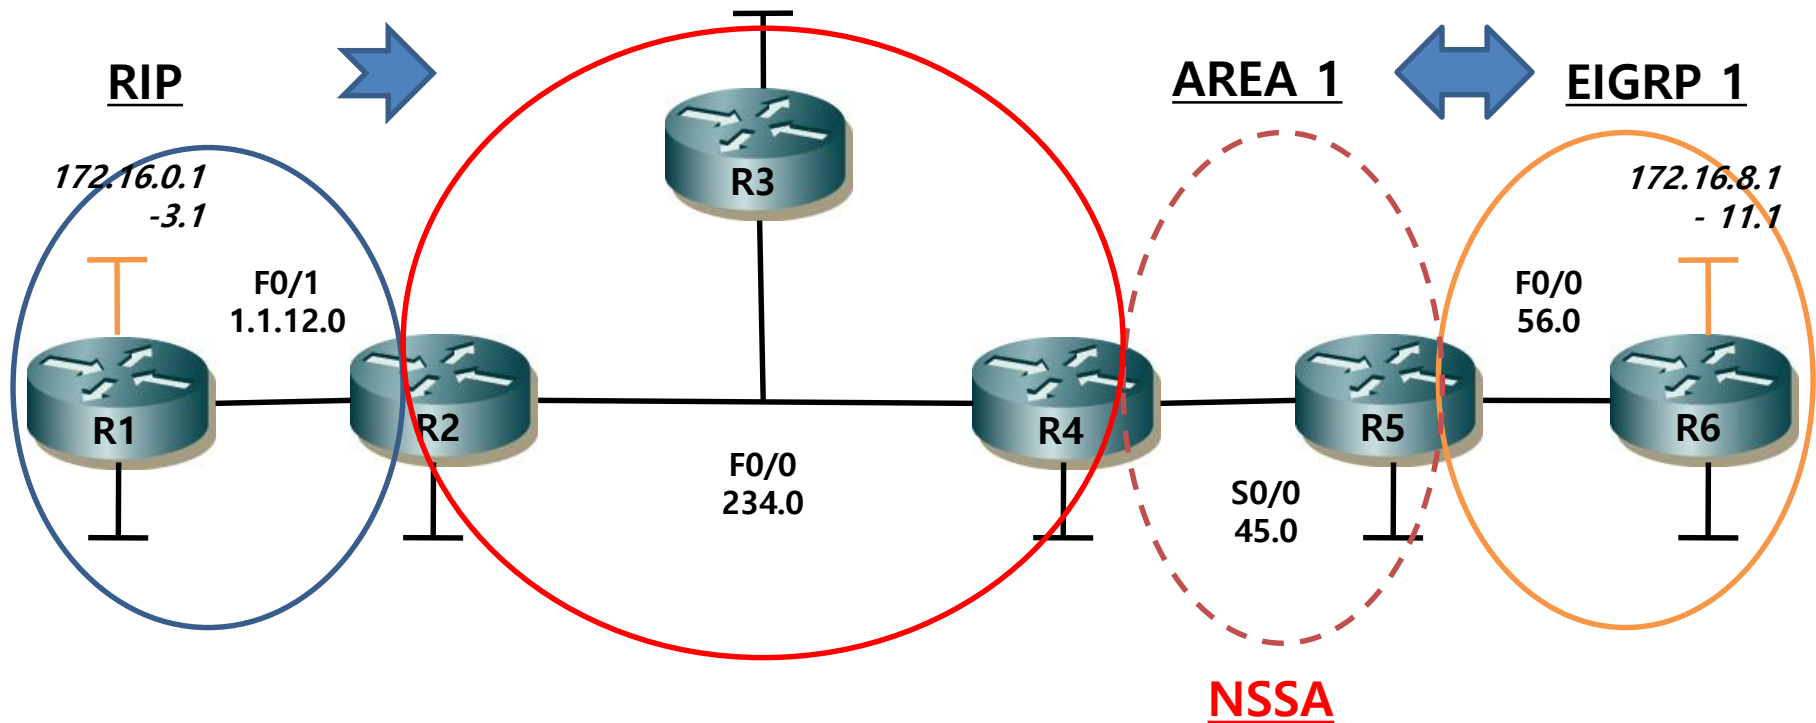 RIP
AREA 1
EIGRP 1
172.16.0.1
-3.1
172.16.8.1
- 11.1
R3
F0/1
1.1.12.0
F0/0
56.0
R1
R2
R4
R5
R6
F0/0
234.0
S0/0
45.0
NSSA